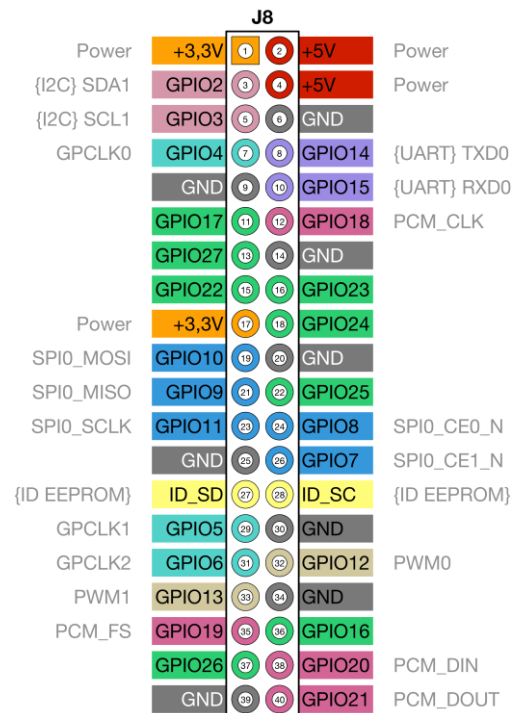 J8
Power +3,3V 1 2 +5V Power
{I2C} SDA1 GPIO2 3 4 +5V Power
{I2C} SCL1 GPIO3 5 6 GND
GPCLK0 GPIO4 7 8 GPIO14 {UART} TXD0
GND 9 10 GPIO15 {UART} RXD0
GPIO17 11 12 GPIO18 PCM_CLK
GPIO27 13 14 GND
GPIO22 15 16 GPIO23
Power +3,3V 17 18 GPIO24
SPI0_MOSI GPIO10 19 20 GND
SPI0_MISO GPIO9 21 22 GPIO25
SPI0_SCLK GPIO11 23 24 GPIO8 SPI0_CE0_N
GND 25 26 GPIO7 SPI0_CE1_N
{ID EEPROM} ID_SD 27 28 ID_SC {ID EEPROM}
GPCLK1 GPIO5 29 30 GND
GPCLK2 GPIO6 31 32 GPIO12 PWM0
PWM1 GPIO13 33 34 GND
PCM_FS GPIO19 35 36 GPIO16
GPIO26 37 38 GPIO20 PCM_DIN
GND 39 40 GPIO21 PCM_DOUT